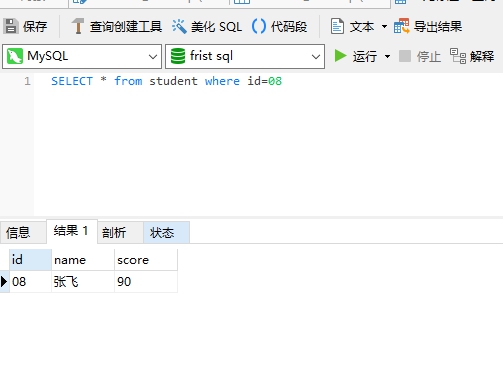 保存 查询创建工具 美化 SQL 代码段 文本 导出结果
MySQL frist sql 运行 停止 解释
1 SELECT * from student where id=08
信息 结果 1 剖析 状态
id name score
08 张飞 90